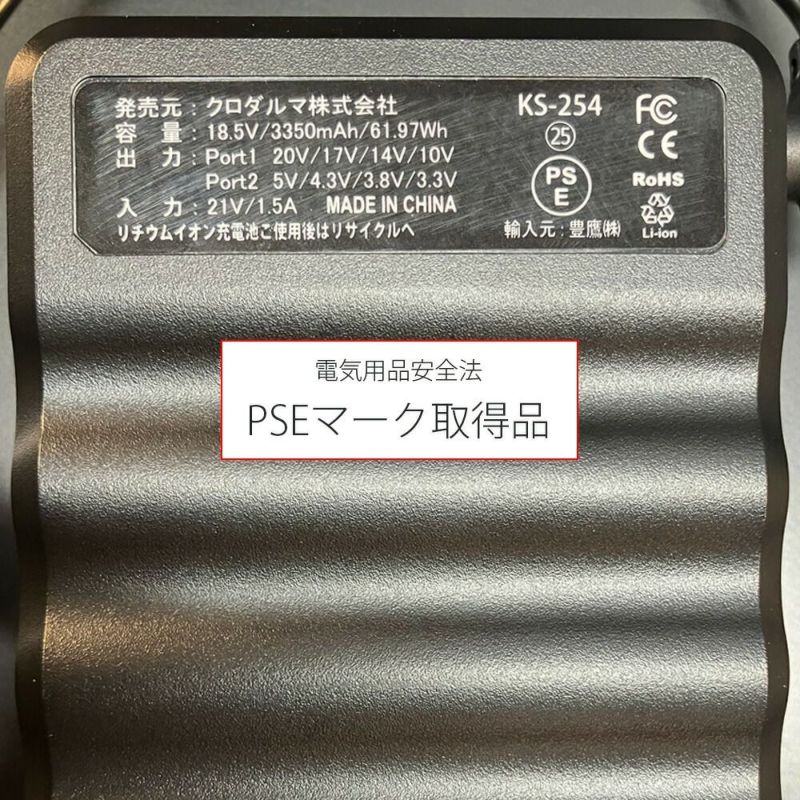 発売元：クロダルマ株式会社
容　量：18.5V/3350mAh/61.97Wh
出　力：Port1 20V/17V/14V/10V
Port2 5V/4.3V/3.8V/3.3V
入　力：21V/1.5A MADE IN CHINA
リチウムイオン充電池ご使用後はリサイクルへ
KS-254
㉕
PS
E
輸入元：豊鷹㈱
FC
CE
RoHS
Li-ion
電気用品安全法
PSEマーク取得品